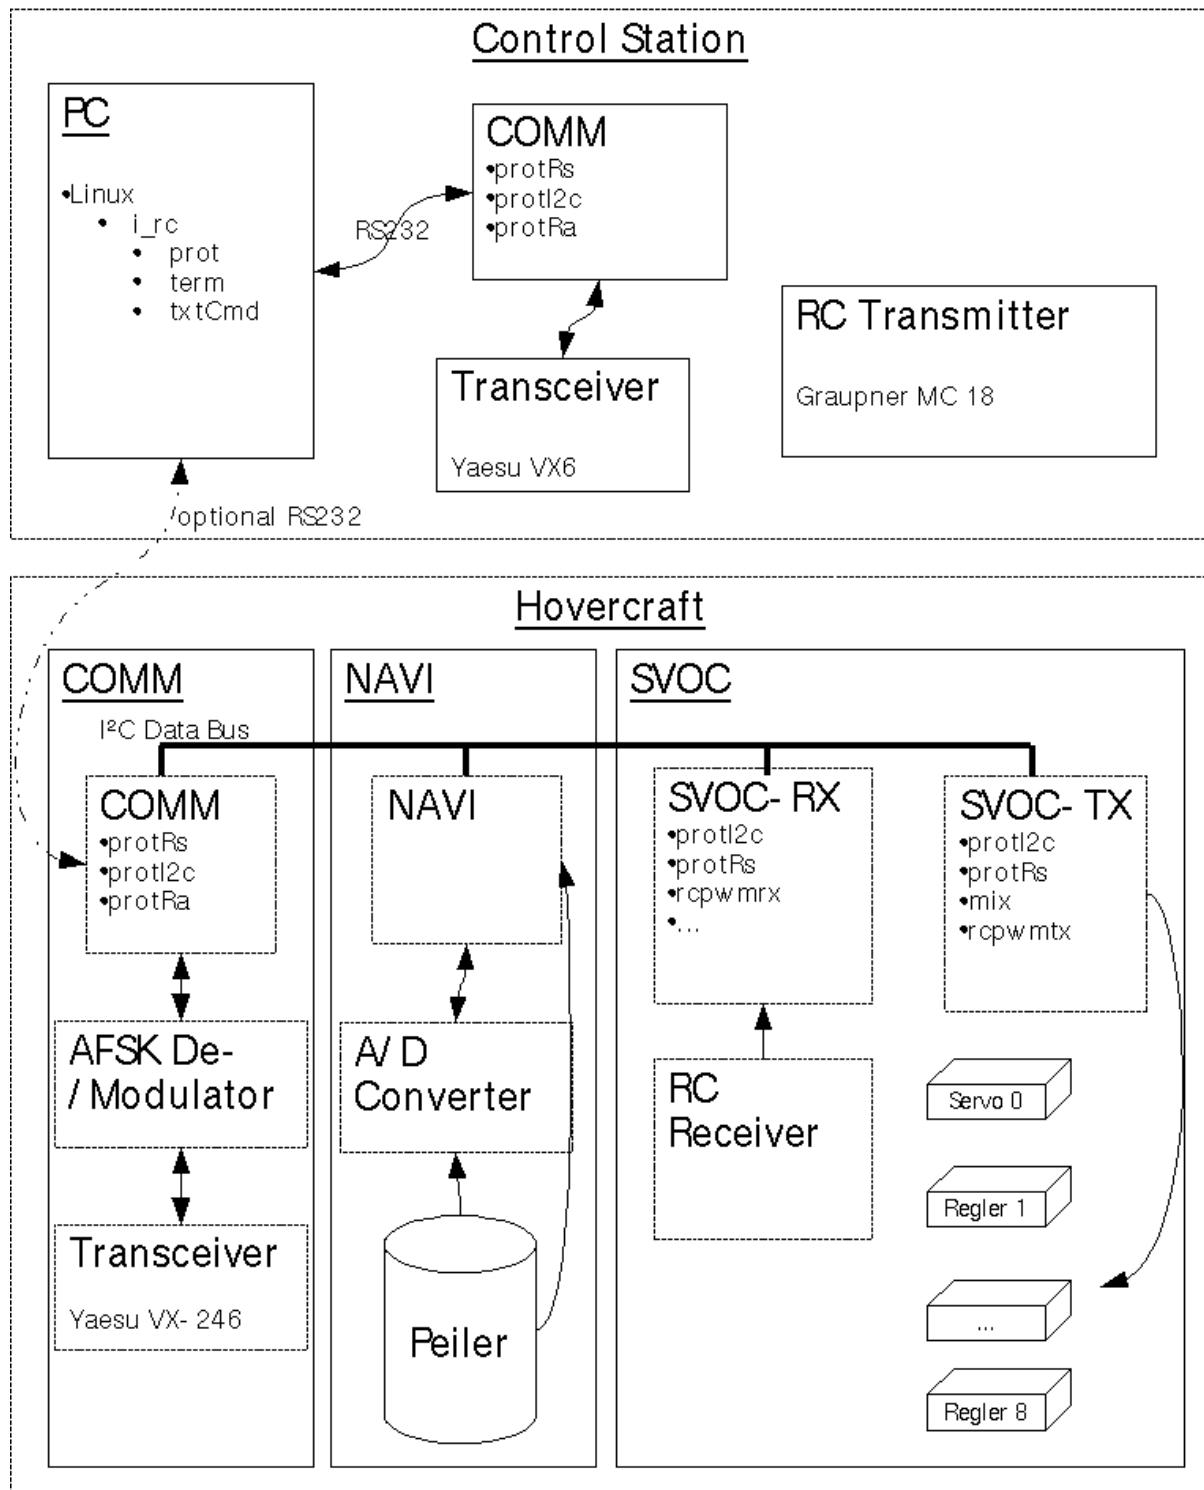 Control Station
PC
•Linux
• i_rc
• prot
• term
• txtCmd
RS232
COMM
•protRs
•protI2c
•protRa
Transceiver
Yaesu VX6
RC Transmitter
Graupner MC 18
optional RS232
Hovercraft
COMM
I²C Data Bus
COMM
•protRs
•protI2c
•protRa
AFSK De-
/ Modulator
Transceiver
Yaesu VX- 246
NAVI
NAVI
A/D
Converter
Peiler
SVOC
SVOC- RX
•protI2c
•protRs
•rcpwmrx
•...
RC
Receiver
SVOC- TX
•protI2c
•protRs
•mix
•rcpwmtx
Servo 0
Regler 1
...
Regler 8